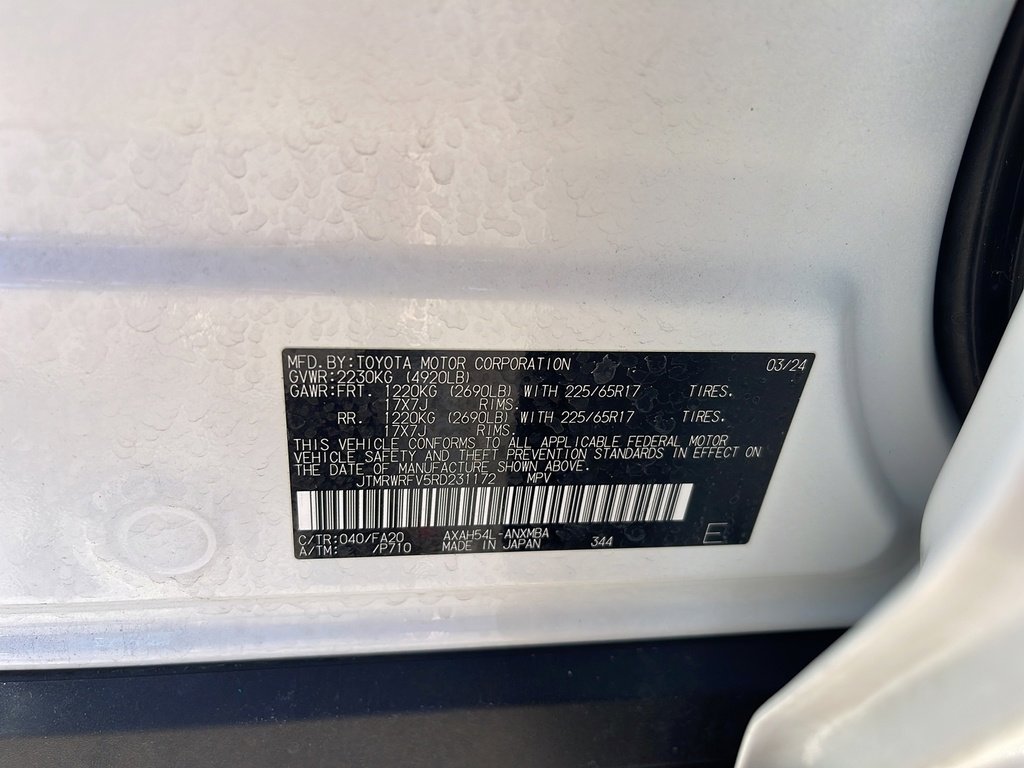 MFD. BY: TOYOTA MOTOR CORPORATION 03/24
GVWR: 2230KG (4920LB)
GAWR: FRT. 1220KG (2690LB) WITH 225/65R17 TIRES.
17X7J RIMS.
RR. 1220KG (2690LB) WITH 225/65R17 TIRES.
17X7J RIMS.
THIS VEHICLE CONFORMS TO ALL APPLICABLE FEDERAL MOTOR
VEHICLE SAFETY AND THEFT PREVENTION STANDARDS IN EFFECT ON
THE DATE OF MANUFACTURE SHOWN ABOVE.
JTMRWRFV5RD231172 MPV
C/TR: 040/FA20 AXAH54L-ANXMBA
A/TM: /P710 MADE IN JAPAN 344 E